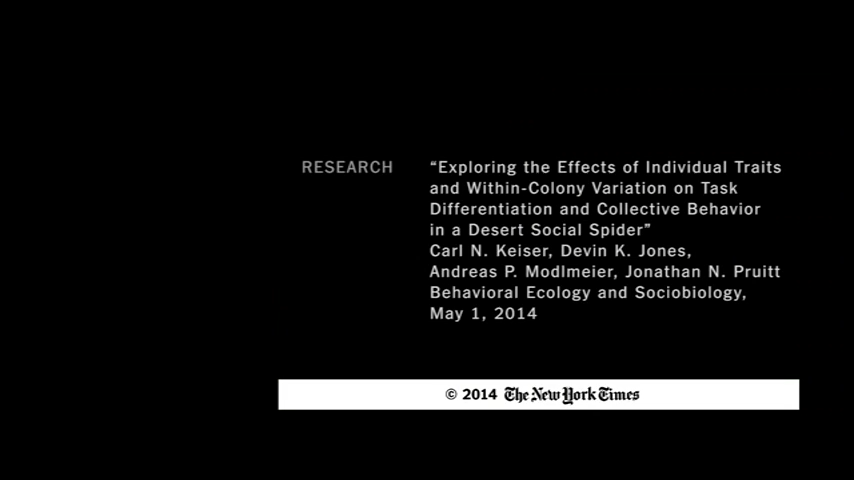 RESEARCH “Exploring the Effects of Individual Traits
and Within-Colony Variation on Task
Differentiation and Collective Behavior
in a Desert Social Spider”
Carl N. Keiser, Devin K. Jones,
Andreas P. Modlmeier, Jonathan N. Pruitt
Behavioral Ecology and Sociobiology,
May 1, 2014
© 2014 The New York Times